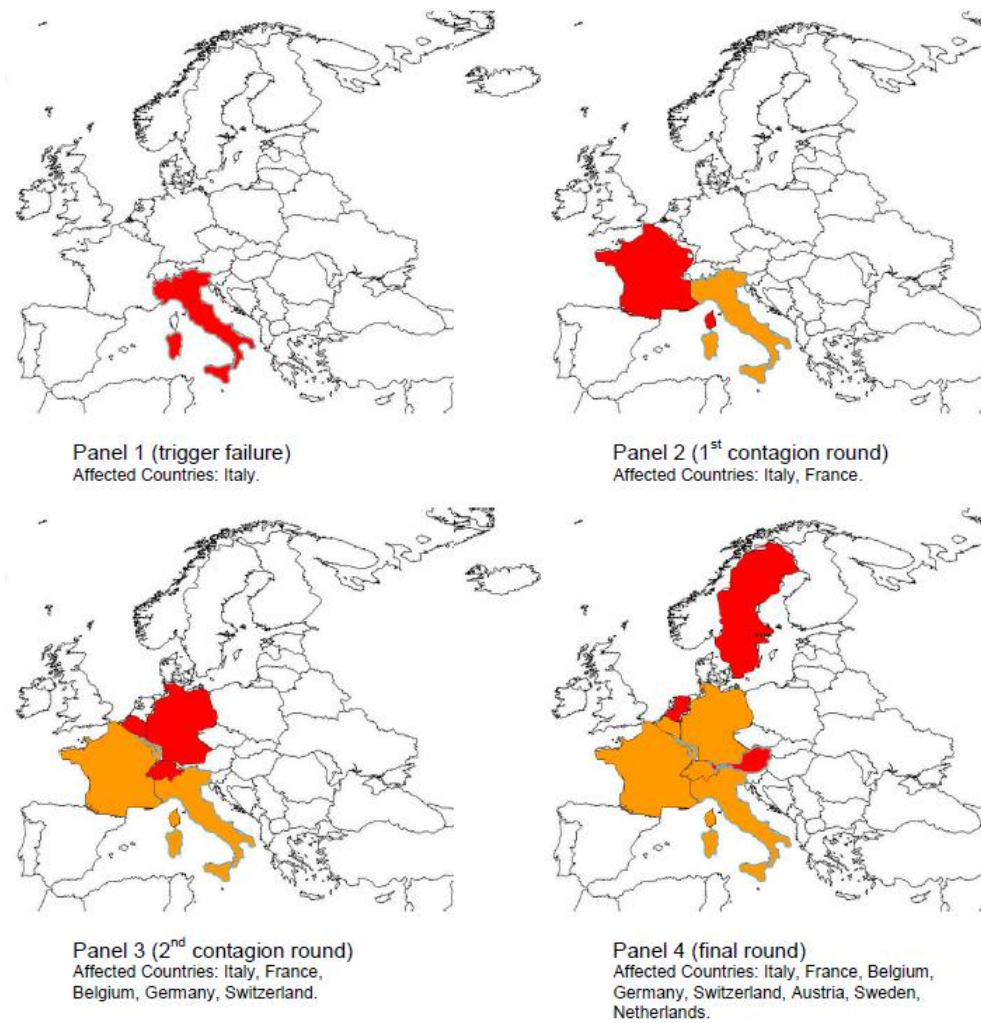 Panel 1 (trigger failure)
Affected Countries: Italy.
Panel 2 (1st contagion round)
Affected Countries: Italy, France.
Panel 3 (2nd contagion round)
Affected Countries: Italy, France,
Belgium, Germany, Switzerland.
Panel 4 (final round)
Affected Countries: Italy, France, Belgium,
Germany, Switzerland, Austria, Sweden,
Netherlands.